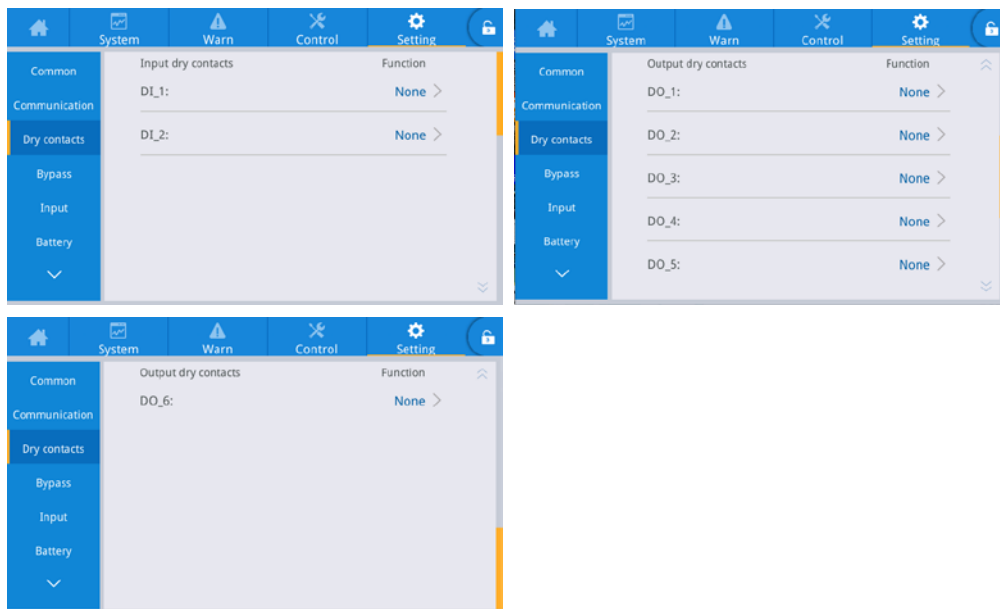 System Warn Control Setting
Common
Communication
Dry contacts
Bypass
Input
Battery
Input dry contacts Function
DI_1: None
DI_2: None
System Warn Control Setting
Common
Communication
Dry contacts
Bypass
Input
Battery
Output dry contacts Function
DO_1: None
DO_2: None
DO_3: None
DO_4: None
DO_5: None
System Warn Control Setting
Common
Communication
Dry contacts
Bypass
Input
Battery
Output dry contacts Function
DO_6: None